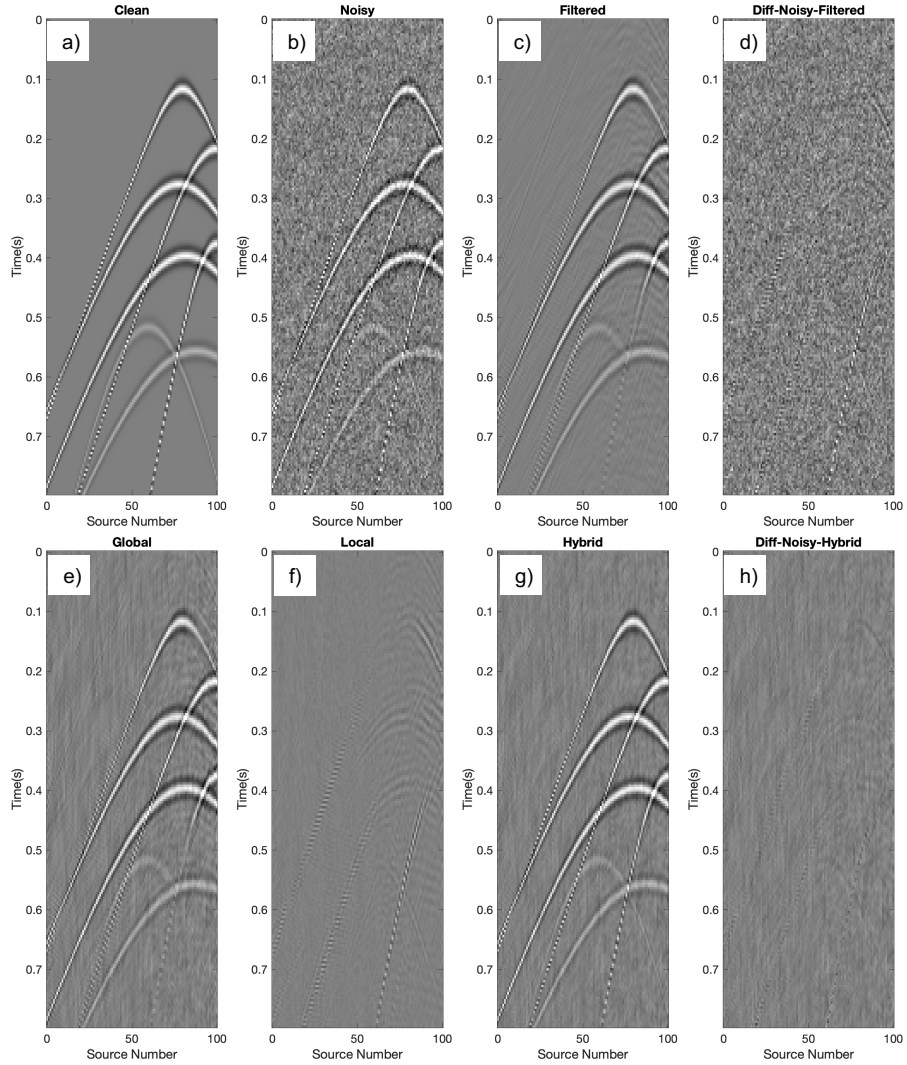 Clean
a)
0
0.1
0.2
0.3
0.4
0.5
0.6
0.7
Time(s)
0 50 100
Source Number
Noisy
b)
0
0.1
0.2
0.3
0.4
0.5
0.6
0.7
Time(s)
0 50 100
Source Number
Filtered
c)
0
0.1
0.2
0.3
0.4
0.5
0.6
0.7
Time(s)
0 50 100
Source Number
Diff-Noisy-Filtered
d)
0
0.1
0.2
0.3
0.4
0.5
0.6
0.7
Time(s)
0 50 100
Source Number
Global
e)
0
0.1
0.2
0.3
0.4
0.5
0.6
0.7
Time(s)
0 50 100
Source Number
Local
f)
0
0.1
0.2
0.3
0.4
0.5
0.6
0.7
Time(s)
0 50 100
Source Number
Hybrid
g)
0
0.1
0.2
0.3
0.4
0.5
0.6
0.7
Time(s)
0 50 100
Source Number
Diff-Noisy-Hybrid
h)
0
0.1
0.2
0.3
0.4
0.5
0.6
0.7
Time(s)
0 50 100
Source Number